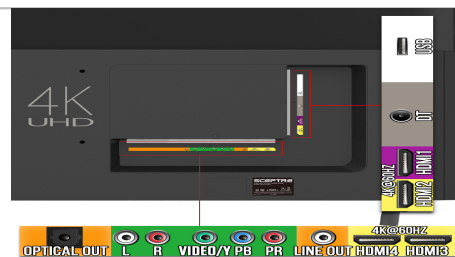 4K
UHD
USB
DT
HDMI1
HDMI2
4K@60HZ
SCEPTRE
OPTICAL OUT
L
R
VIDEO/Y
PB
PR
LINE OUT
4K@60HZ
HDMI4
HDMI3